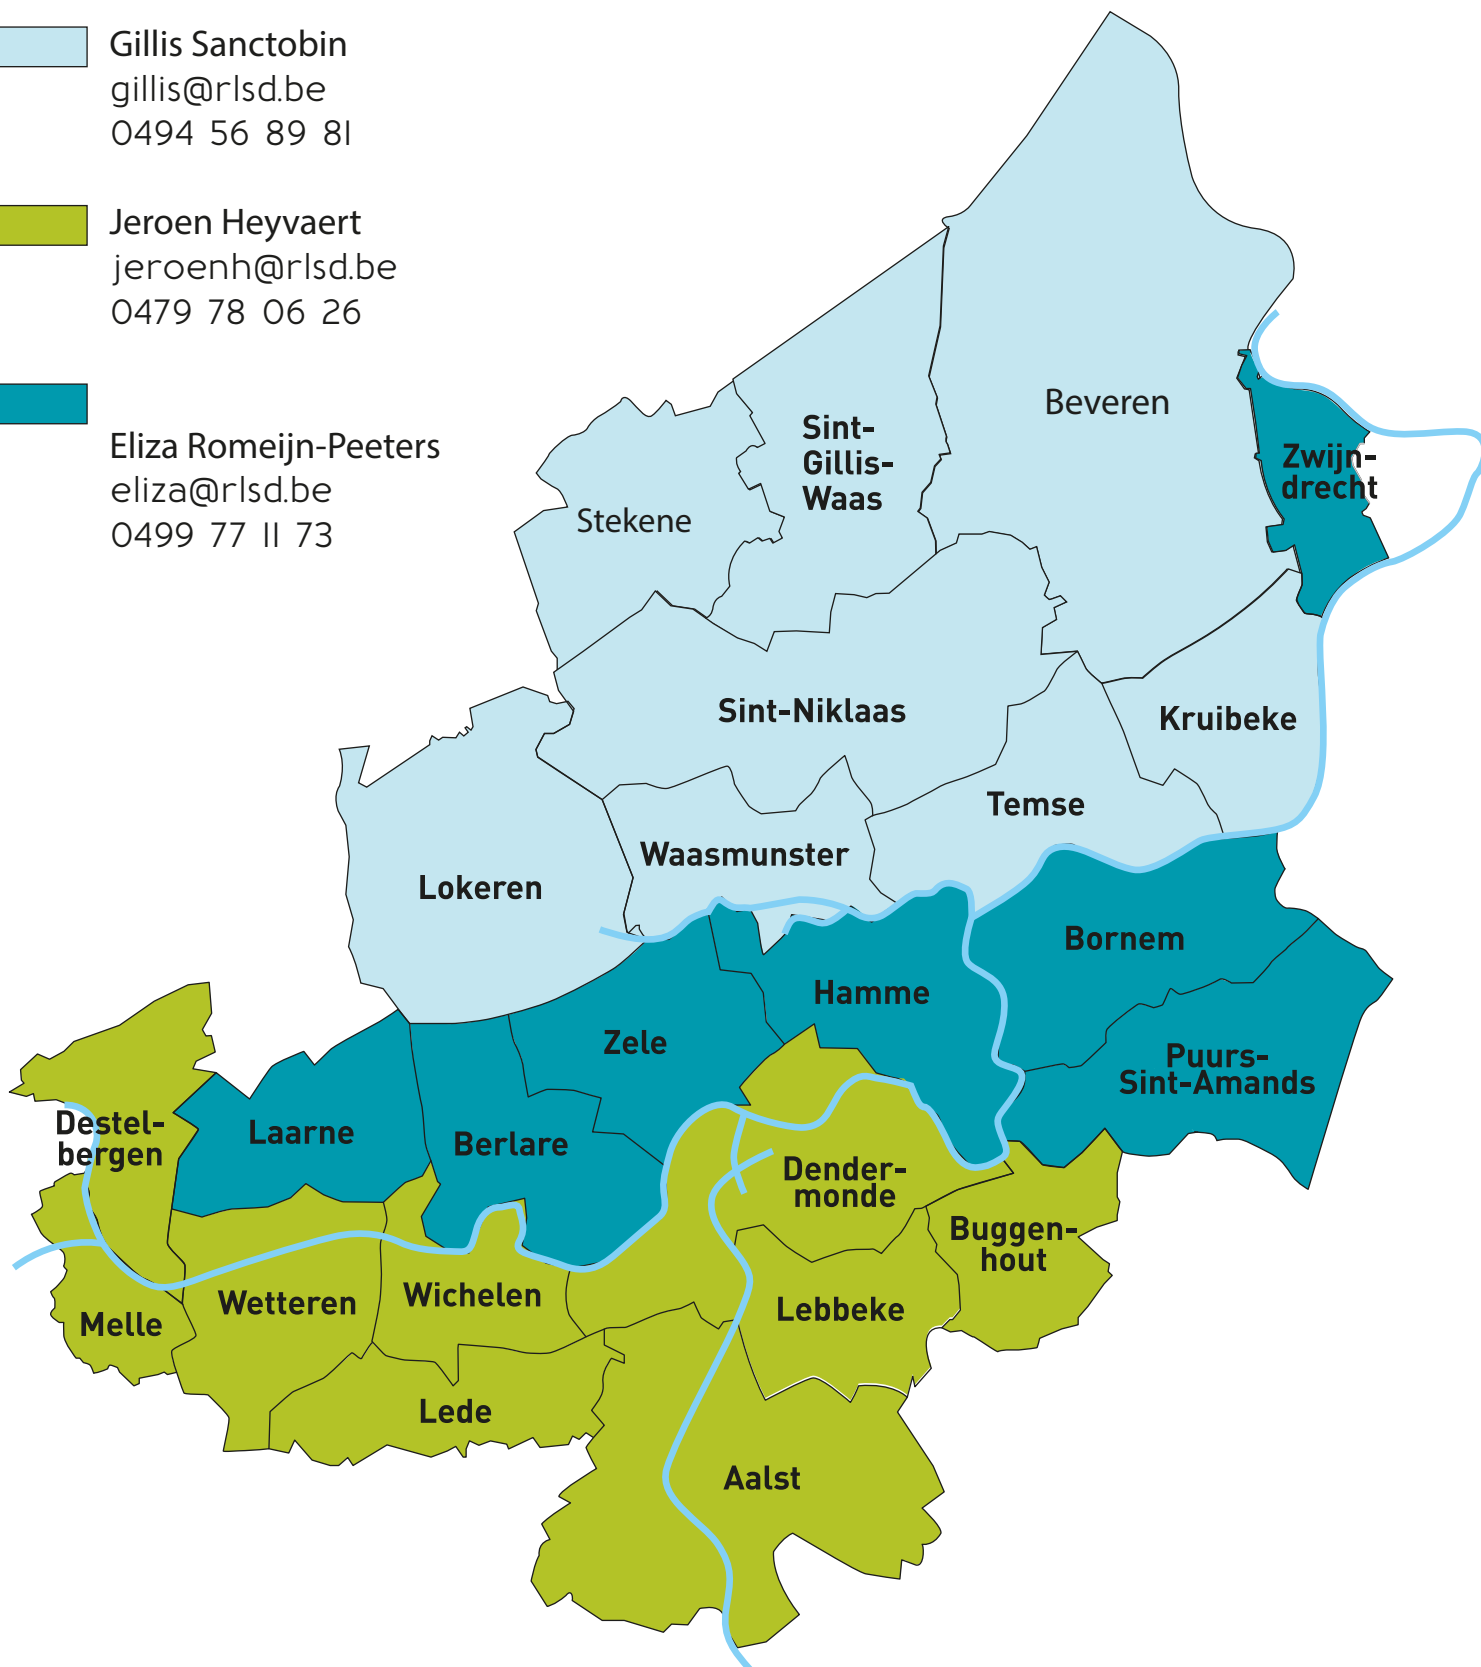 Gillis Sanctobin
gillis@rlsd.be
0494 56 89 81
Jeroen Heyvaert
jeroenh@rlsd.be
0479 78 06 26
Eliza Romeijn-Peeters
eliza@rlsd.be
0499 77 11 73
Beveren
Sint-
Gillis-
Waas
Zwijn-
drecht
Stekene
Sint-Niklaas
Kruibeke
Temse
Waasmunster
Lokeren
Bornem
Hamme
Zele
Puurs-
Sint-Amands
Destel-
bergen
Laarne
Berlare
Dender-
monde
Buggen-
hout
Wichelen
Wetteren
Lebbeke
Melle
Lede
Aalst